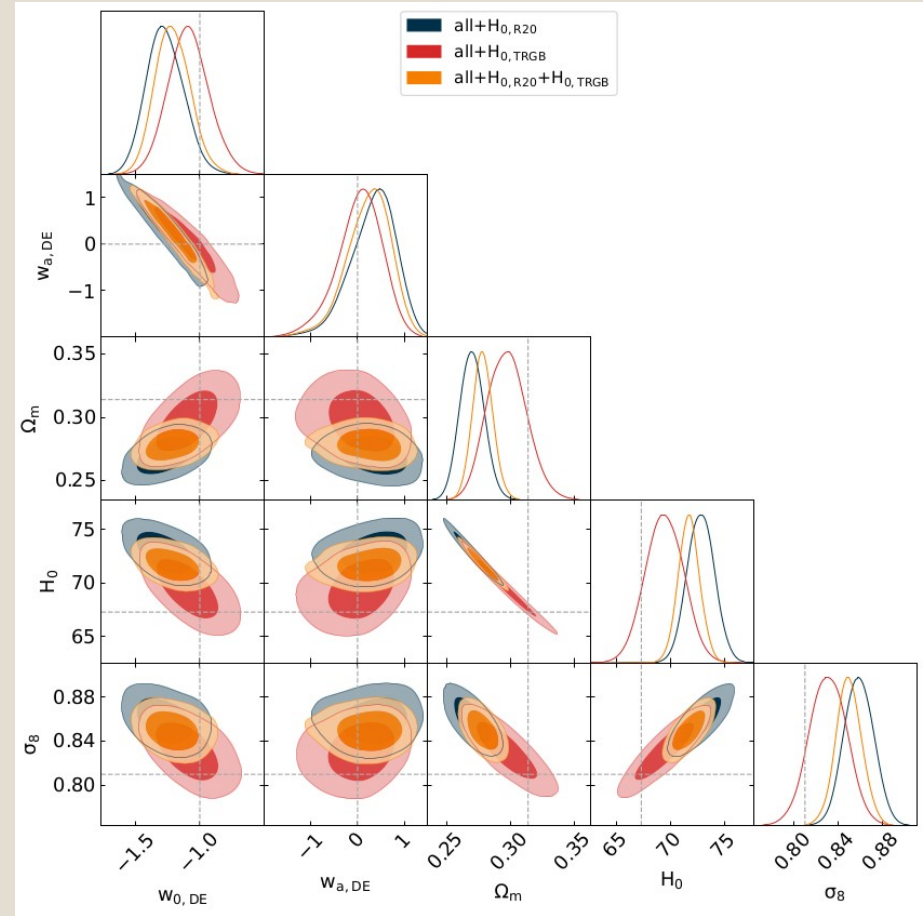 all+H₀,R20
all+H₀,TRGB
all+H₀,R20+H₀,TRGB
wₐ,DE
1
0
−1
Ωₘ
0.35
0.30
0.25
H₀
75
70
65
σ₈
0.88
0.84
0.80
−1.5
−1.0
−1
0
1
0.25
0.30
0.35
65
70
75
0.80
0.84
0.88
w₀,DE
wₐ,DE
Ωₘ
H₀
σ₈